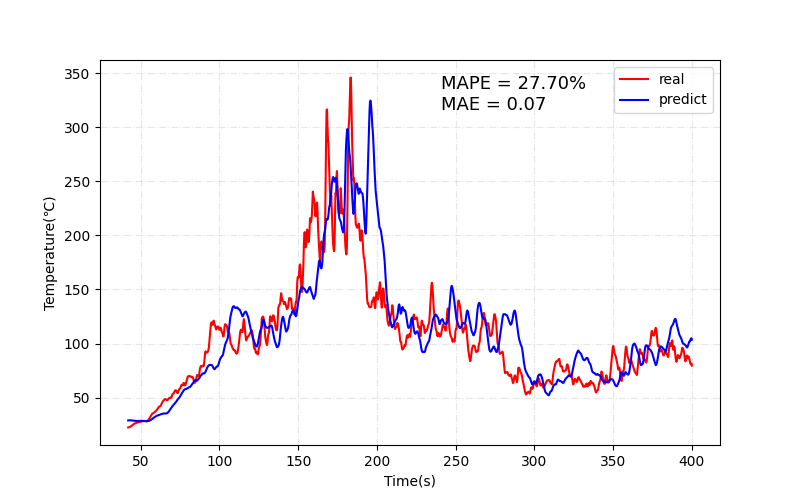 MAPE = 27.70%
MAE = 0.07
real
predict
Temperature(℃)
350
300
250
200
150
100
50
50 100 150 200 250 300 350 400
Time(s)